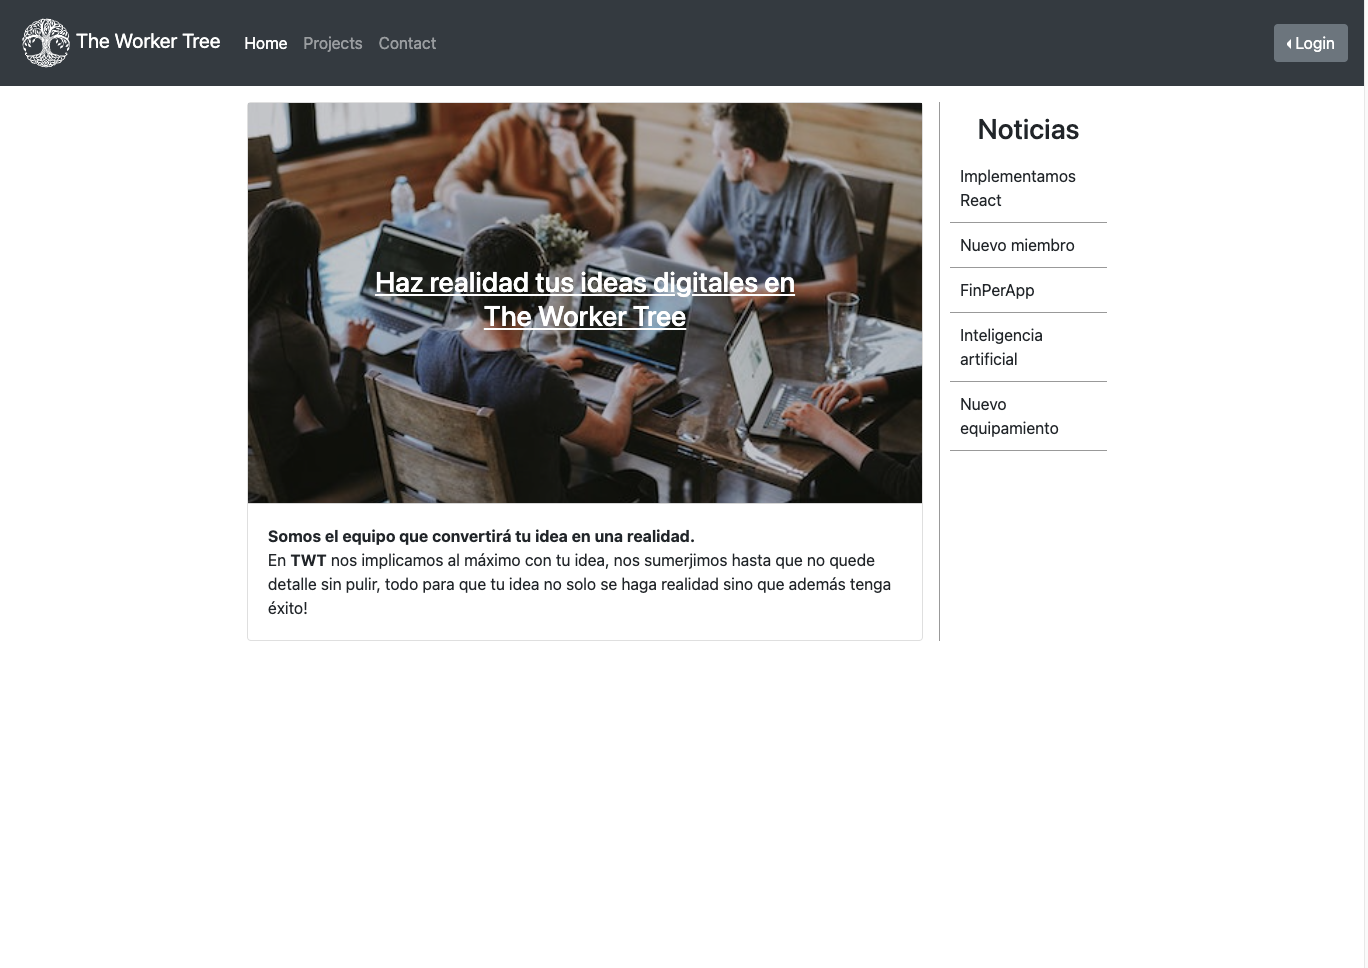 The Worker Tree
Home
Projects
Contact
Login
Haz realidad tus ideas digitales en
The Worker Tree
Somos el equipo que convertirá tu idea en una realidad.
En TWT nos implicamos al máximo con tu idea, nos sumerjimos hasta que no quede
detalle sin pulir, todo para que tu idea no solo se haga realidad sino que además tenga
éxito!
Noticias
Implementamos
React
Nuevo miembro
FinPerApp
Inteligencia
artificial
Nuevo
equipamiento